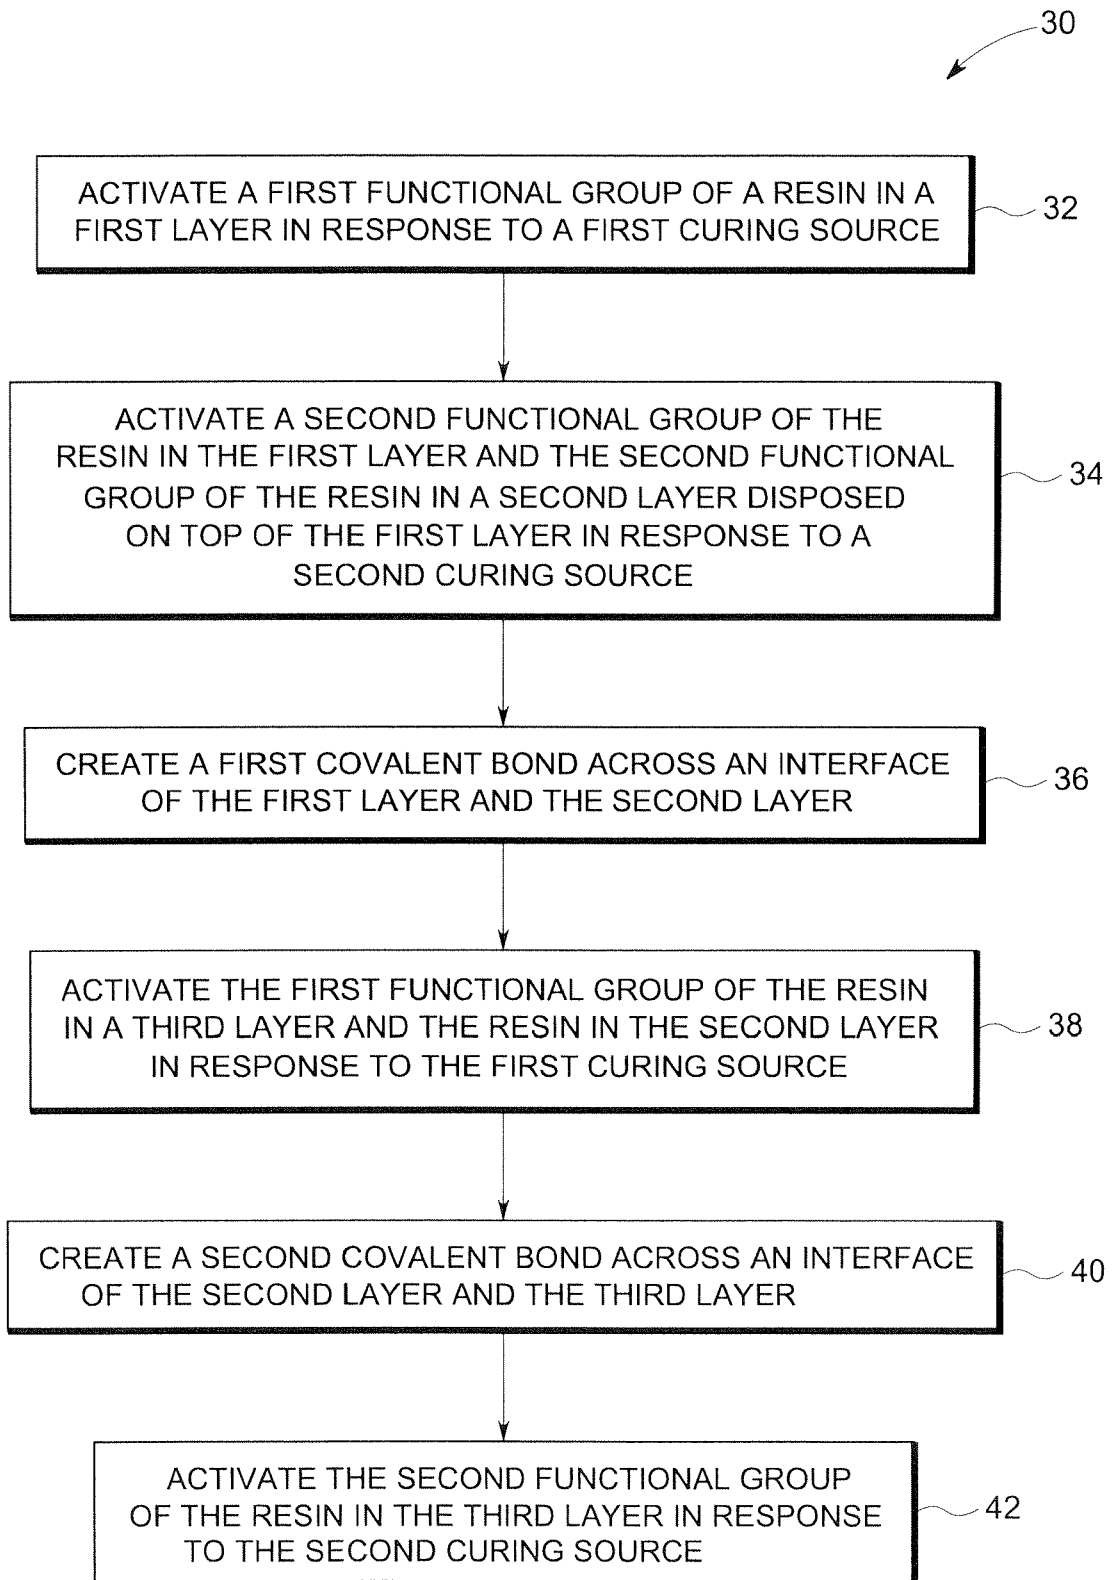 30
ACTIVATE A FIRST FUNCTIONAL GROUP OF A RESIN IN A
FIRST LAYER IN RESPONSE TO A FIRST CURING SOURCE
32
ACTIVATE A SECOND FUNCTIONAL GROUP OF THE
RESIN IN THE FIRST LAYER AND THE SECOND FUNCTIONAL
GROUP OF THE RESIN IN A SECOND LAYER DISPOSED
ON TOP OF THE FIRST LAYER IN RESPONSE TO A
SECOND CURING SOURCE
34
CREATE A FIRST COVALENT BOND ACROSS AN INTERFACE
OF THE FIRST LAYER AND THE SECOND LAYER
36
ACTIVATE THE FIRST FUNCTIONAL GROUP OF THE RESIN
IN A THIRD LAYER AND THE RESIN IN THE SECOND LAYER
IN RESPONSE TO THE FIRST CURING SOURCE
38
CREATE A SECOND COVALENT BOND ACROSS AN INTERFACE
OF THE SECOND LAYER AND THE THIRD LAYER
40
ACTIVATE THE SECOND FUNCTIONAL GROUP
OF THE RESIN IN THE THIRD LAYER IN RESPONSE
TO THE SECOND CURING SOURCE
42